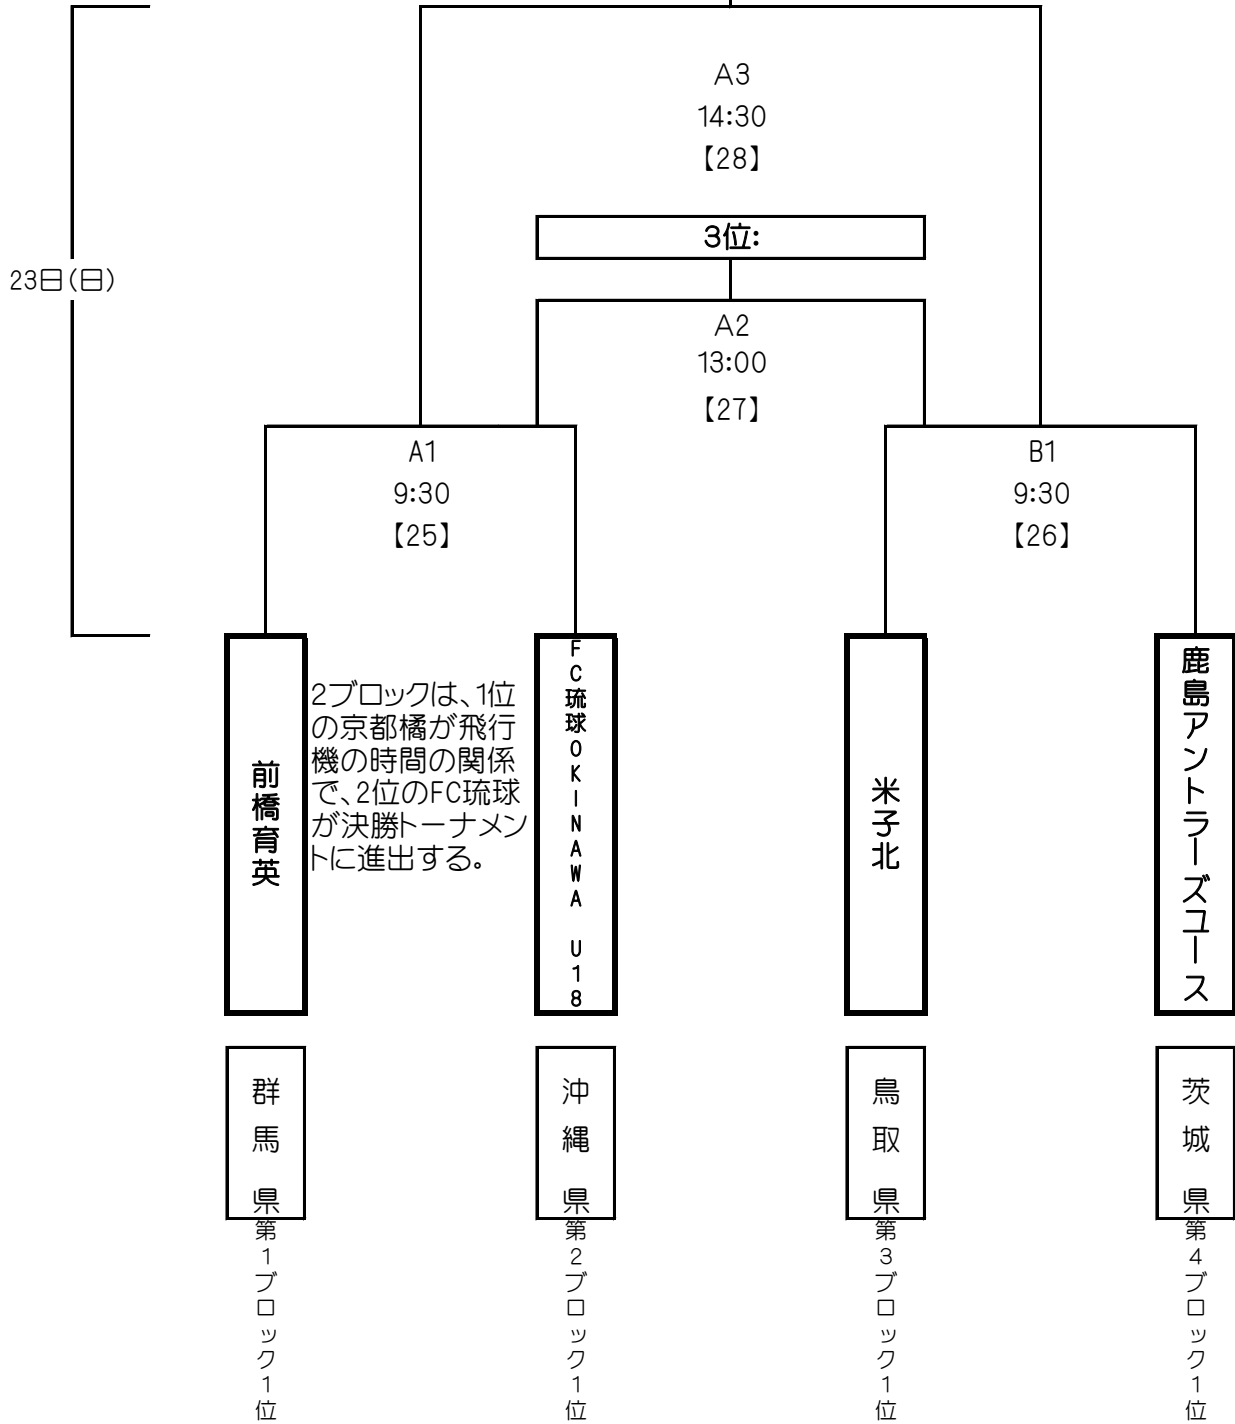 A3
14:30
【28】
3位:
23日(日)
A2
13:00
【27】
A1
9:30
【25】
B1
9:30
【26】
前橋育英
2ブロックは、1位
の京都橘が飛行
機の時間の関係
で、2位のFC琉球
が決勝トーナメン
トに進出する。
FC琉球OKINAWA U18
米子北
鹿島アントラーズユース
群馬県
沖縄県
鳥取県
茨城県
第1ブロック1位
第2ブロック1位
第3ブロック1位
第4ブロック1位